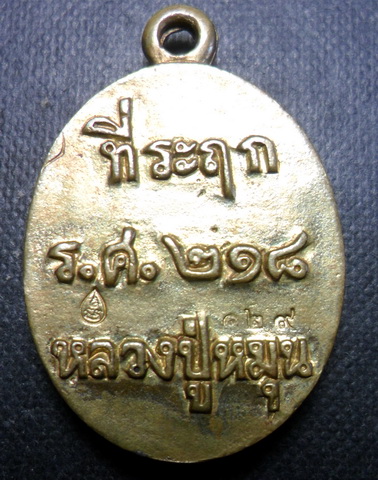 ที่ระฤก
ร.ศ. ๒๑๘
๑๒๙
หลวงปู่หมุน